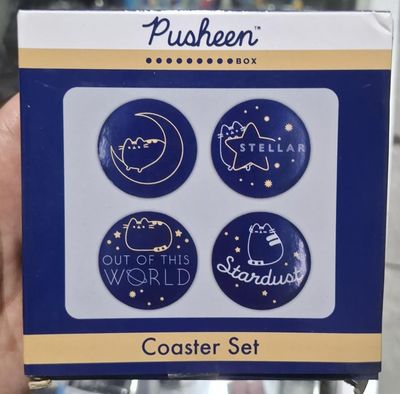 Pusheen™
BOX
STELLAR
OUT OF THIS
WORLD
Stardust
Coaster Set